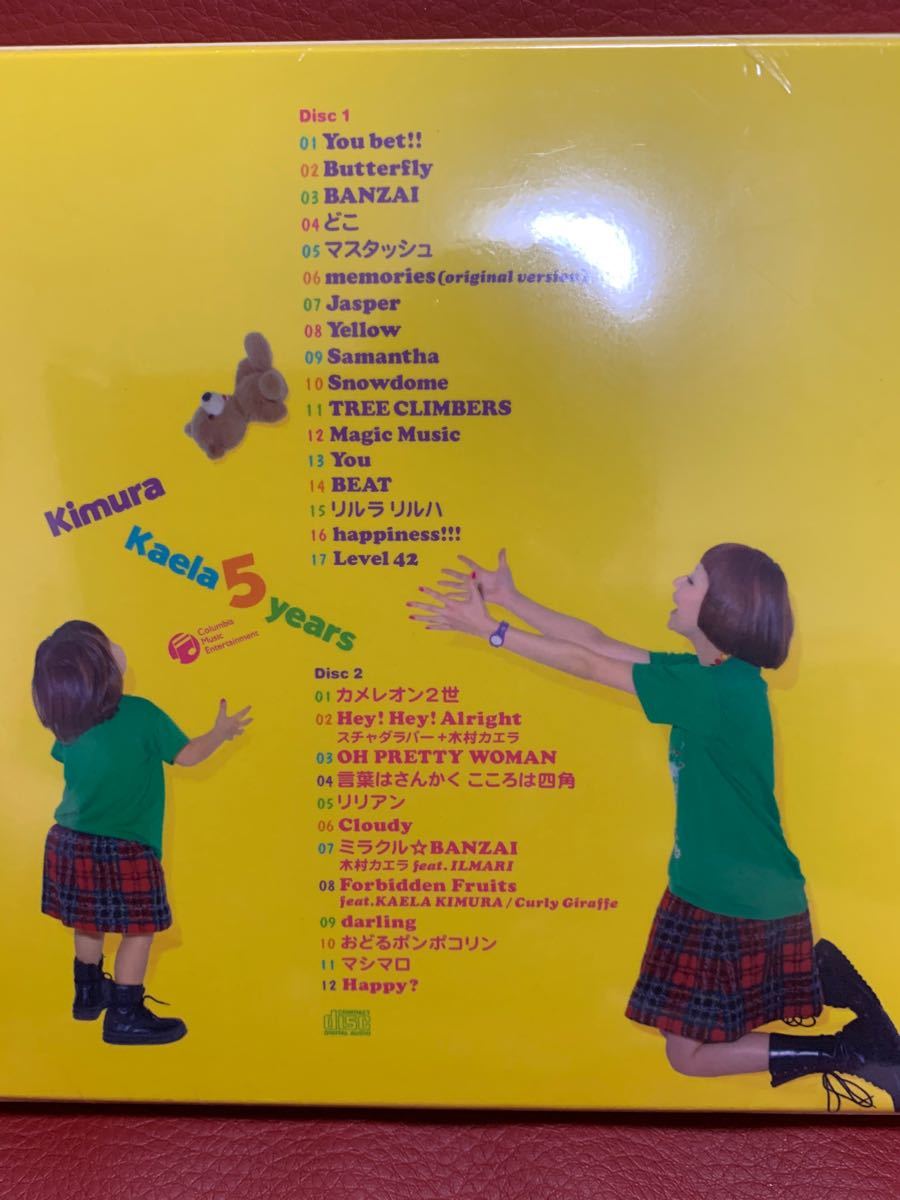 Disc 1
01 You bet!!
02 Butterfly
03 BANZAI
04 どこ
05 マスタッシュ
06 memories (original version)
07 Jasper
08 Yellow
09 Samantha
10 Snowdome
11 TREE CLIMBERS
12 Magic Music
13 You
14 BEAT
15 リルラ リルハ
16 happiness!!!
17 Level 42
Kimura
Kaela 5 years
Columbia
Music
Entertainment
Disc 2
01 カメレオン2世
02 Hey! Hey! Alright
スチャダラパー+木村カエラ
03 OH PRETTY WOMAN
04 言葉はさんかく こころは四角
05 リリアン
06 Cloudy
07 ミラクル☆BANZAI
木村カエラ feat. ILMARI
08 Forbidden Fruits
feat. KAELA KIMURA / Curly Giraffe
09 darling
10 おどるポンポコリン
11 マシマロ
12 Happy?
COMPACT
disc
DIGITAL AUDIO